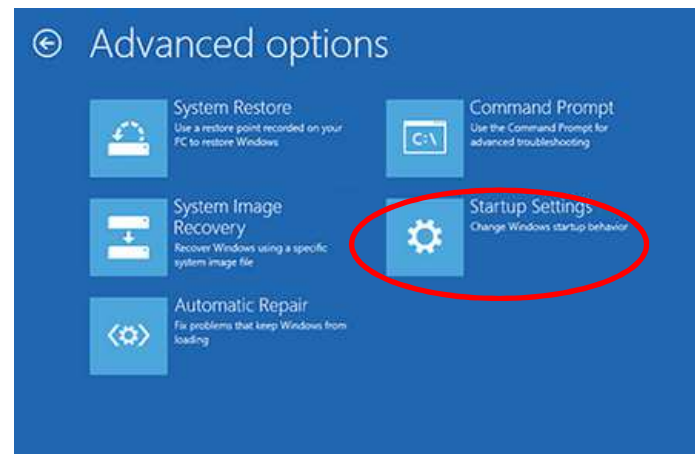 Advanced options
System Restore
Use a restore point recorded on your
PC to restore Windows
Command Prompt
Use the Command Prompt for
advanced troubleshooting
C:\
System Image
Recovery
Recover Windows using a specific
system image file
Startup Settings
Change Windows startup behavior
Automatic Repair
Fix problems that keep Windows from
loading